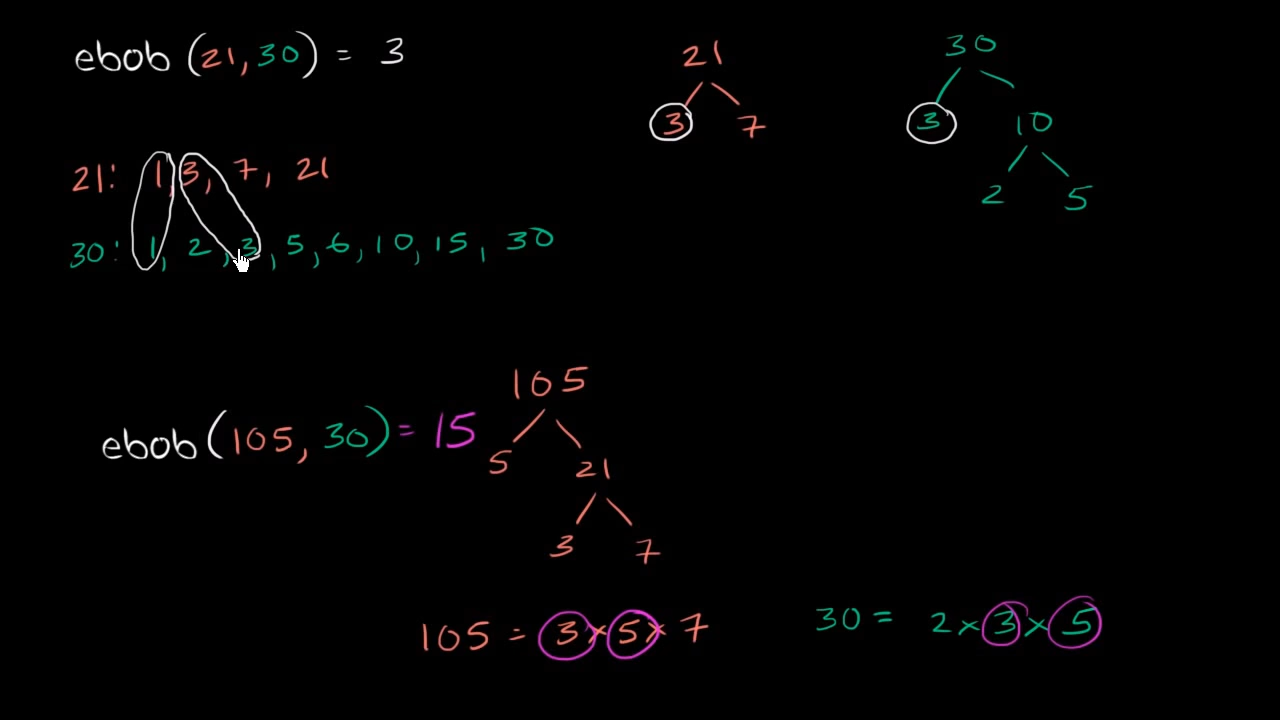 ebob (21, 30) = 3
21
3 7
30
3 10
2 5
21: 1, 3, 7, 21
30: 1, 2, 3, 5, 6, 10, 15, 30
ebob (105, 30) = 15
105
5 21
3 7
105 = 3 × 5 × 7
30 = 2 × 3 × 5